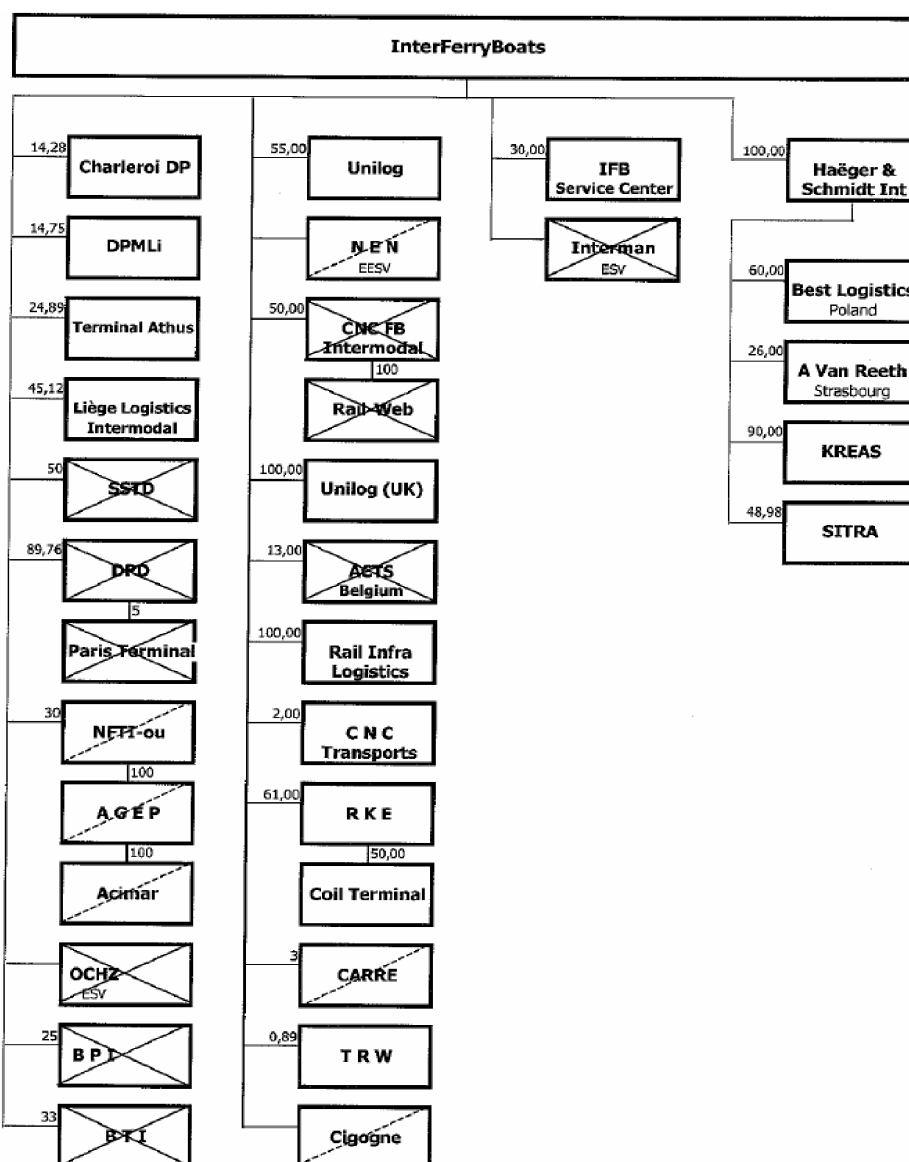 InterFerryBoats
14,28
Charleroi DP
14,75
DPMLi
24,89
Terminal Athus
45,12
Liège Logistics
Intermodal
50
SSTD
89,76
DPD
5
Paris Terminal
30
NFTI-ou
100
A G E P
100
Acimar
OCHZ
ESV
25
B P I
33
B T I
55,00
Unilog
N E N
EESV
50,00
CNC FB
Intermodal
100
Rail Web
100,00
Unilog (UK)
13,00
ACTS
Belgium
100,00
Rail Infra
Logistics
2,00
C N C
Transports
61,00
R K E
50,00
Coil Terminal
3
CARRE
0,89
T R W
Cigogne
30,00
IFB
Service Center
Interman
ESV
100,00
Haëger &
Schmidt Int
60,00
Best Logistics
Poland
26,00
A Van Reeth
Strasbourg
90,00
KREAS
48,98
SITRA